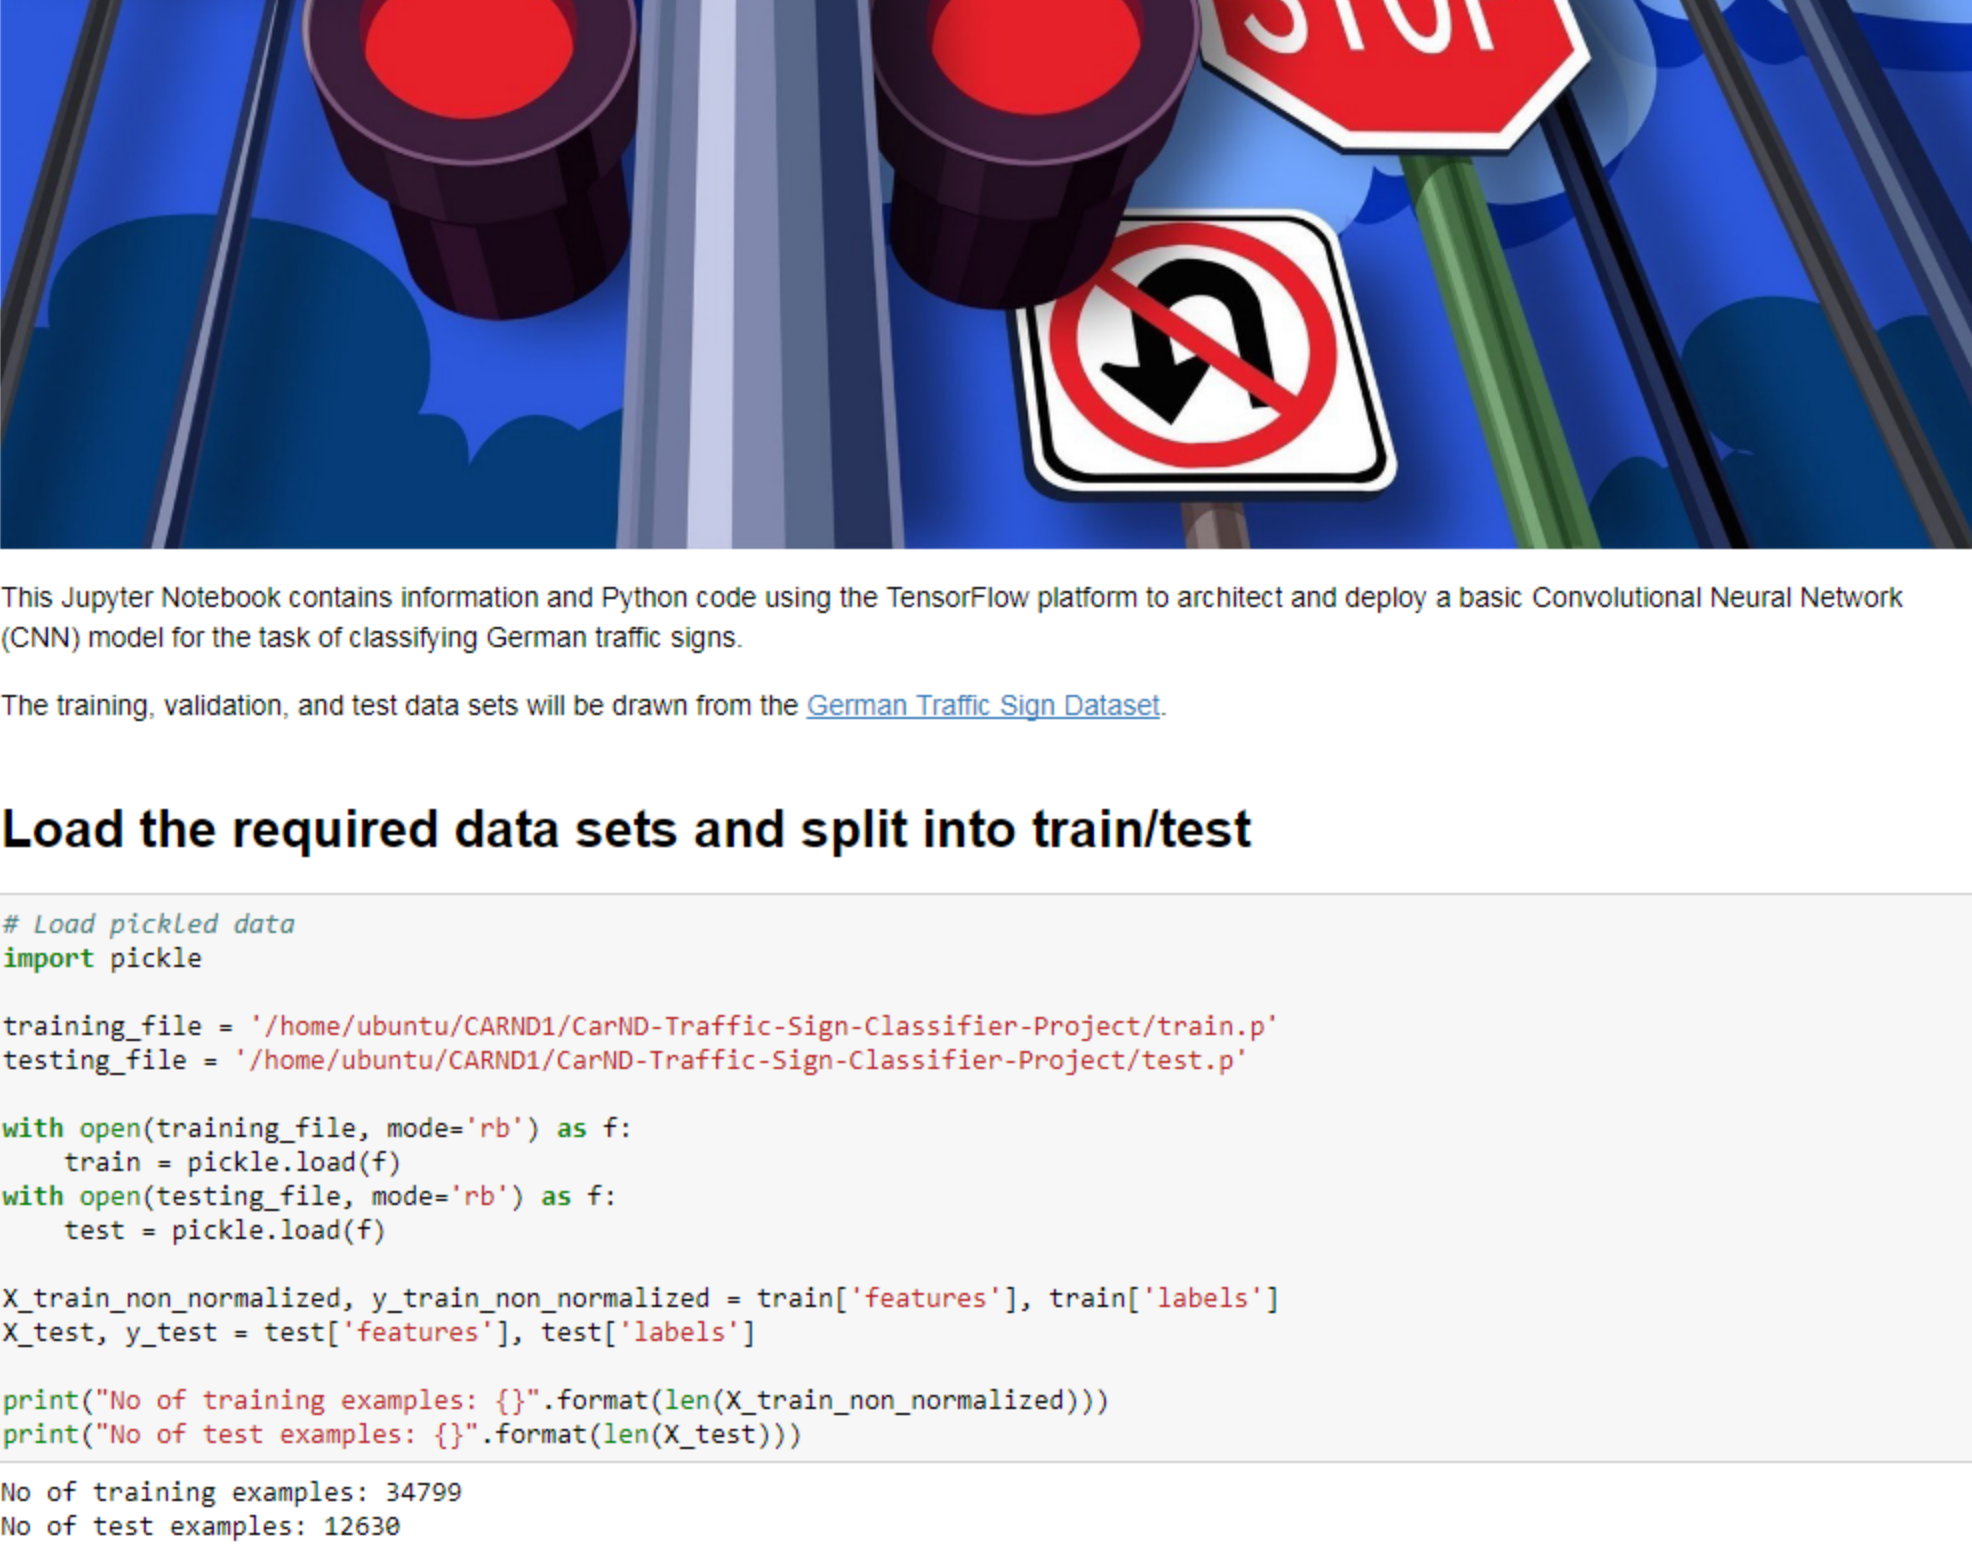 STOP
This Jupyter Notebook contains information and Python code using the TensorFlow platform to architect and deploy a basic Convolutional Neural Network
(CNN) model for the task of classifying German traffic signs.
The training, validation, and test data sets will be drawn from the German Traffic Sign Dataset.
Load the required data sets and split into train/test
# Load pickled data
import pickle
training_file = '/home/ubuntu/CARND1/CarND-Traffic-Sign-Classifier-Project/train.p'
testing_file = '/home/ubuntu/CARND1/CarND-Traffic-Sign-Classifier-Project/test.p'
with open(training_file, mode='rb') as f:
    train = pickle.load(f)
with open(testing_file, mode='rb') as f:
    test = pickle.load(f)
X_train_non_normalized, y_train_non_normalized = train['features'], train['labels']
X_test, y_test = test['features'], test['labels']
print("No of training examples: {}".format(len(X_train_non_normalized)))
print("No of test examples: {}".format(len(X_test)))
No of training examples: 34799
No of test examples: 12630